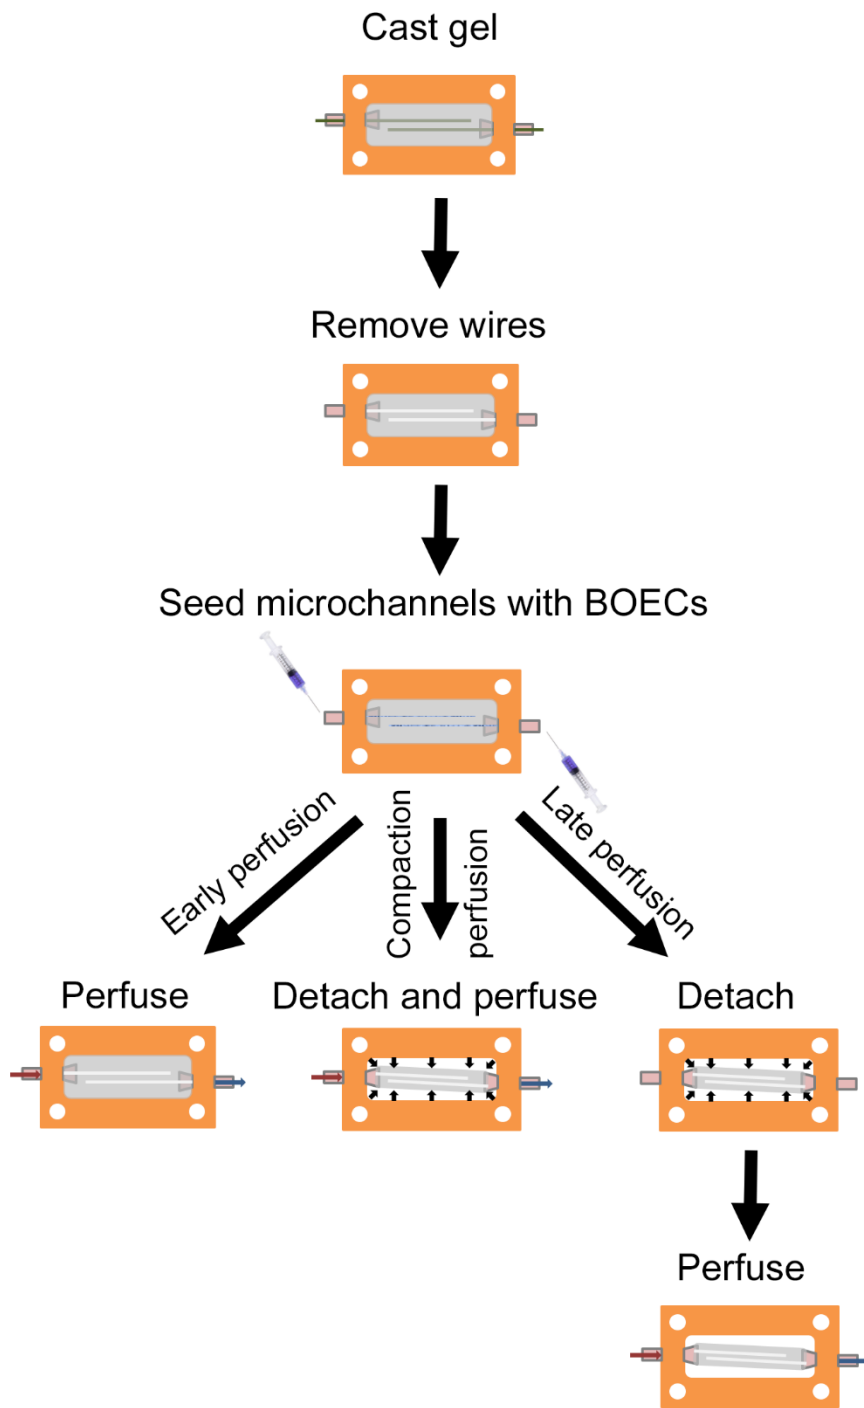 Cast gel
Remove wires
Seed microchannels with BOECs
Early perfusion
Compaction
perfusion
Late perfusion
Perfuse
Detach and perfuse
Detach
Perfuse